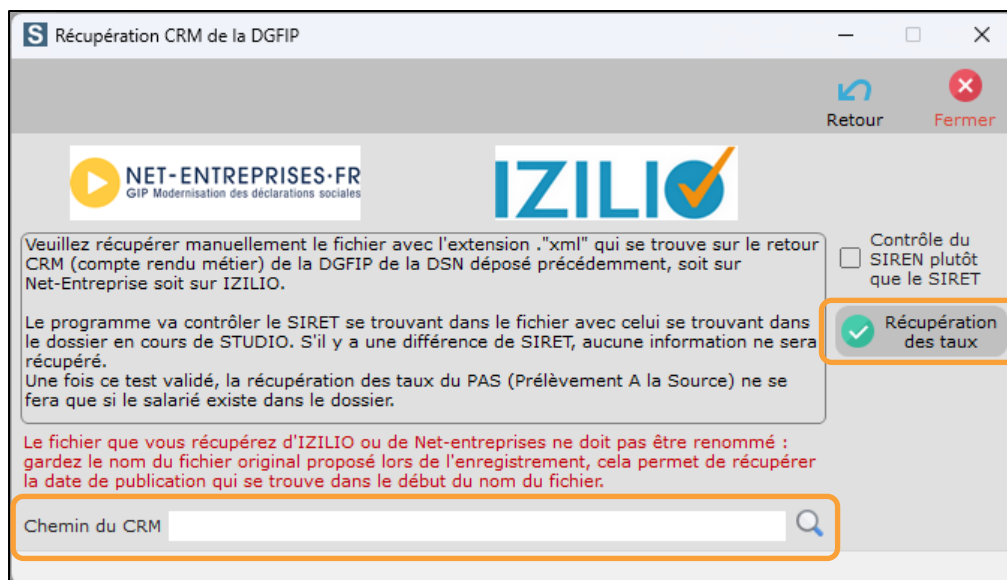 S Récupération CRM de la DGFIP
Retour
Fermer
NET-ENTREPRISES·FR
GIP Modernisation des déclarations sociales
IZILIO
Veuillez récupérer manuellement le fichier avec l'extension ."xml" qui se trouve sur le retour
CRM (compte rendu métier) de la DGFIP de la DSN déposé précédemment, soit sur
Net-Entreprise soit sur IZILIO.
Le programme va contrôler le SIRET se trouvant dans le fichier avec celui se trouvant dans
le dossier en cours de STUDIO. S'il y a une différence de SIRET, aucune information ne sera
récupéré.
Une fois ce test validé, la récupération des taux du PAS (Prélèvement A la Source) ne se
fera que si le salarié existe dans le dossier.
Contrôle du
SIREN plutôt
que le SIRET
Récupération
des taux
Le fichier que vous récupérez d'IZILIO ou de Net-entreprises ne doit pas être renommé :
gardez le nom du fichier original proposé lors de l'enregistrement, cela permet de récupérer
la date de publication qui se trouve dans le début du nom du fichier.
Chemin du CRM